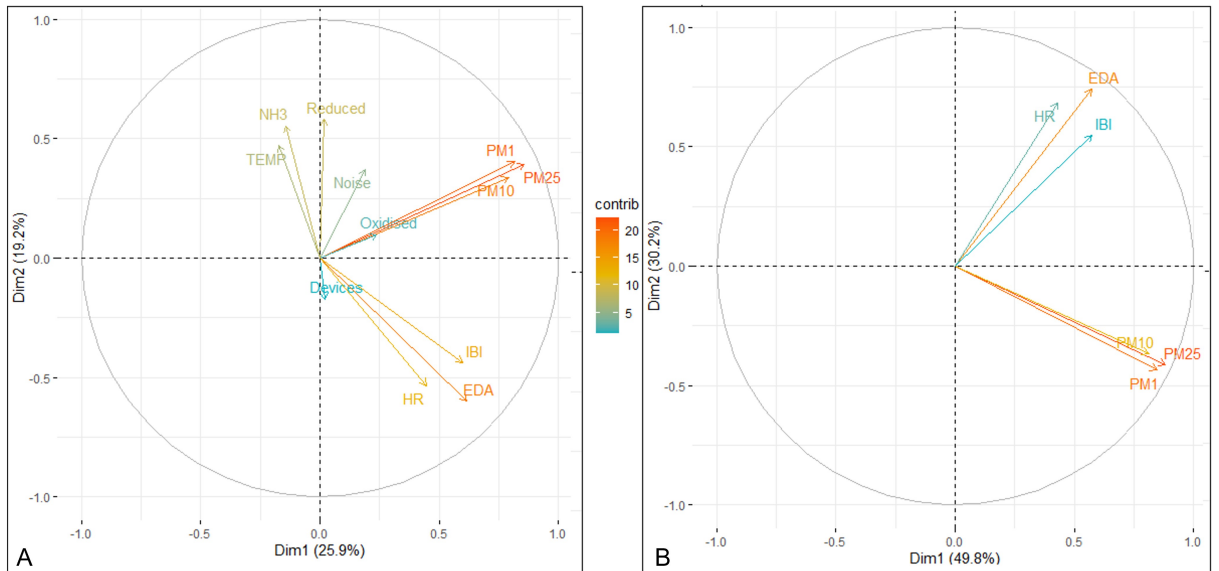 1.0
0.5
0.0
-0.5
-1.0
Dim2 (19.2%)
NH3
Reduced
TEMP
Noise
PM1
PM25
PM10
Oxidised
Devices
IBI
EDA
HR
-1.0 -0.5 0.0 0.5 1.0
Dim1 (25.9%)
A
contrib
20
15
10
5
1.0
0.5
0.0
-0.5
-1.0
Dim2 (30.2%)
EDA
HR
IBI
PM10
PM25
PM1
-1.0 -0.5 0.0 0.5 1.0
Dim1 (49.8%)
B